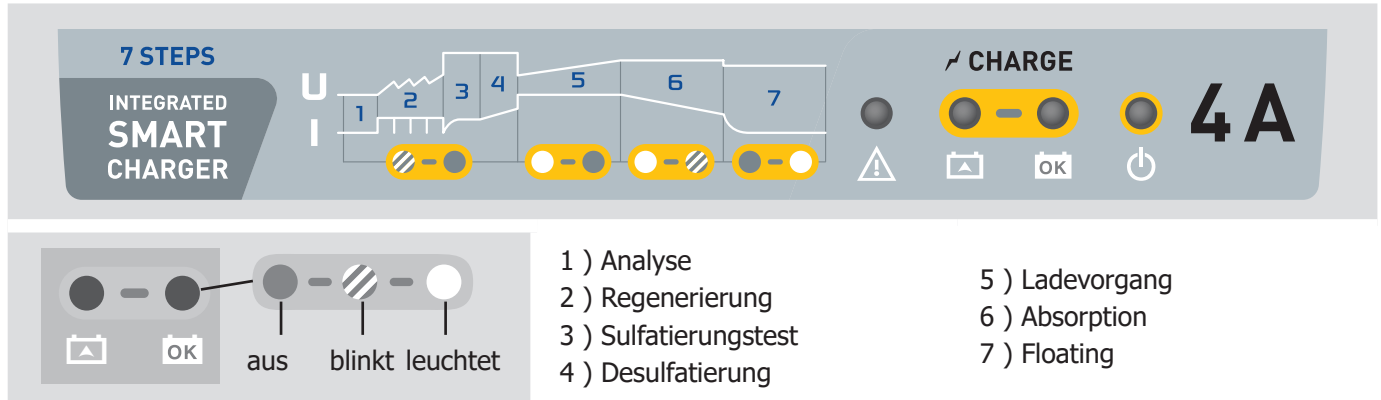 7 STEPS
INTEGRATED
SMART
CHARGER
U
I
1
2
3
4
5
6
7
CHARGE
OK
4 A
OK
aus
blinkt
leuchtet
1 ) Analyse
2 ) Regenerierung
3 ) Sulfatierungstest
4 ) Desulfatierung
5 ) Ladevorgang
6 ) Absorption
7 ) Floating